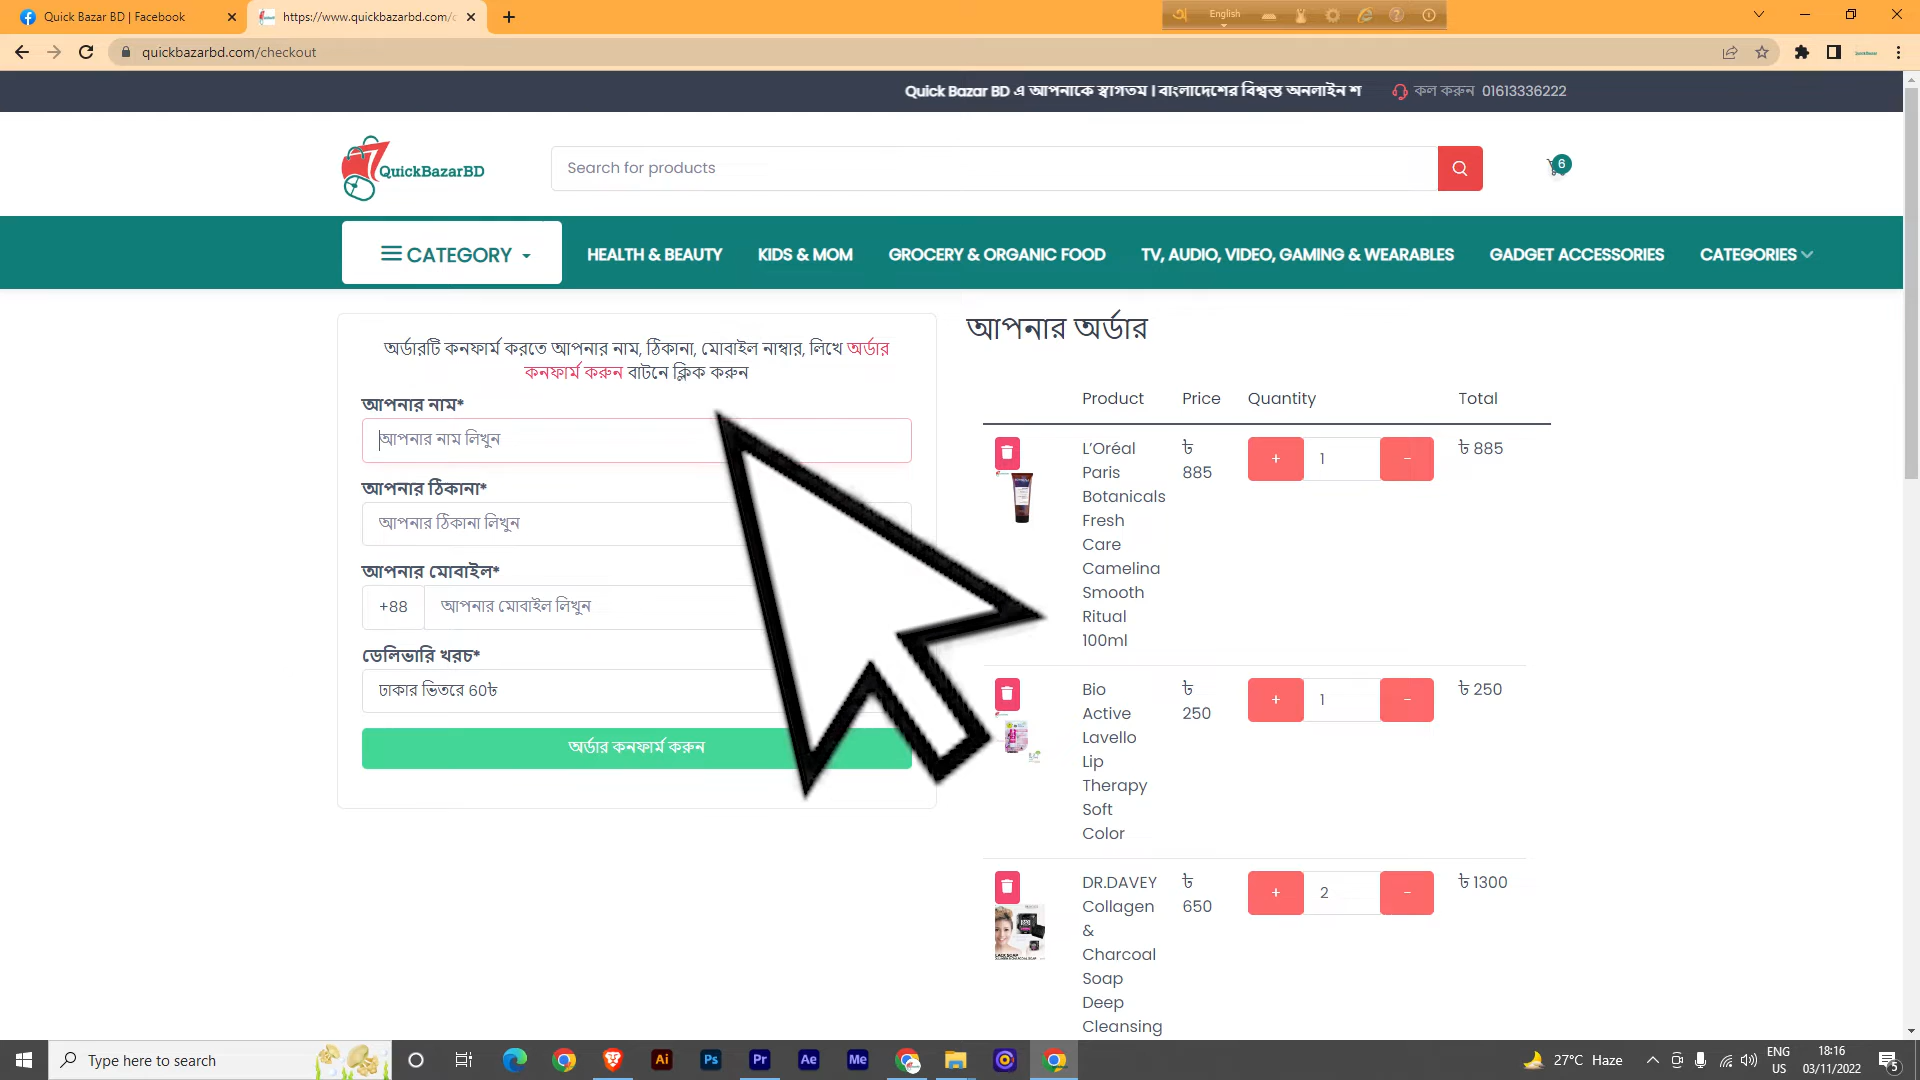 Quick Bazar BD | Facebook
https://www.quickbazarbd.com/c
English
quickbazarbd.com/checkout
Quick Bazar BD এ আপনাকে স্বাগতম । বাংলাদেশের বিশ্বস্ত অনলাইন শ
কল করুন 01613336222
QuickBazarBD
Search for products
6
CATEGORY
HEALTH & BEAUTY
KIDS & MOM
GROCERY & ORGANIC FOOD
TV, AUDIO, VIDEO, GAMING & WEARABLES
GADGET ACCESSORIES
CATEGORIES
অর্ডারটি কনফার্ম করতে আপনার নাম, ঠিকানা, মোবাইল নাম্বার, লিখে অর্ডার
কনফার্ম করুন বাটনে ক্লিক করুন
আপনার নাম*
আপনার নাম লিখুন
আপনার ঠিকানা*
আপনার ঠিকানা লিখুন
আপনার মোবাইল*
+88
আপনার মোবাইল লিখুন
ডেলিভারি খরচ*
ঢাকার ভিতরে 60৳
অর্ডার কনফার্ম করুন
আপনার অর্ডার
Product Price Quantity Total
L'Oréal
Paris
Botanicals
Fresh
Care
Camelina
Smooth
Ritual
100ml
৳
885
+ 1 -
৳ 885
Bio
Active
Lavello
Lip
Therapy
Soft
Color
৳
250
+ 1 -
৳ 250
DR.DAVEY
Collagen
&
Charcoal
Soap
Deep
Cleansing
৳
650
+ 2 -
৳ 1300
Type here to search
Ai
Ps
Pr
Ae
Me
27°C Haze
ENG
US
18:16
03/11/2022
5